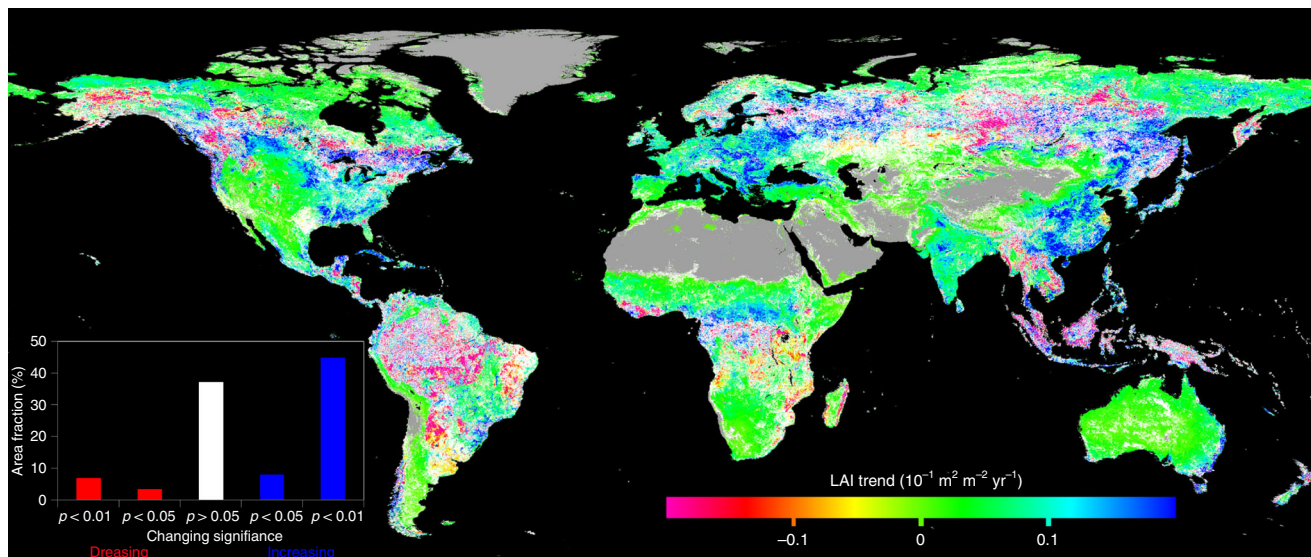 50
40
30
20
10
0
Area fraction (%)
p < 0.01 p < 0.05 p > 0.05 p < 0.05 p < 0.01
Changing signifiance
Dreasing Increasing
LAI trend (10⁻¹ m² m⁻² yr⁻¹)
−0.1 0 0.1